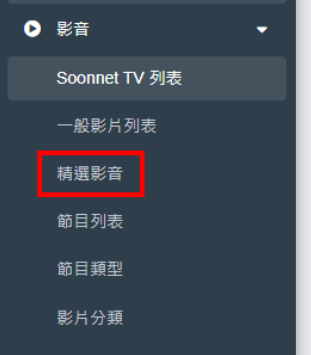 影音
Soonnet TV 列表
一般影片列表
精選影音
節目列表
節目類型
影片分類